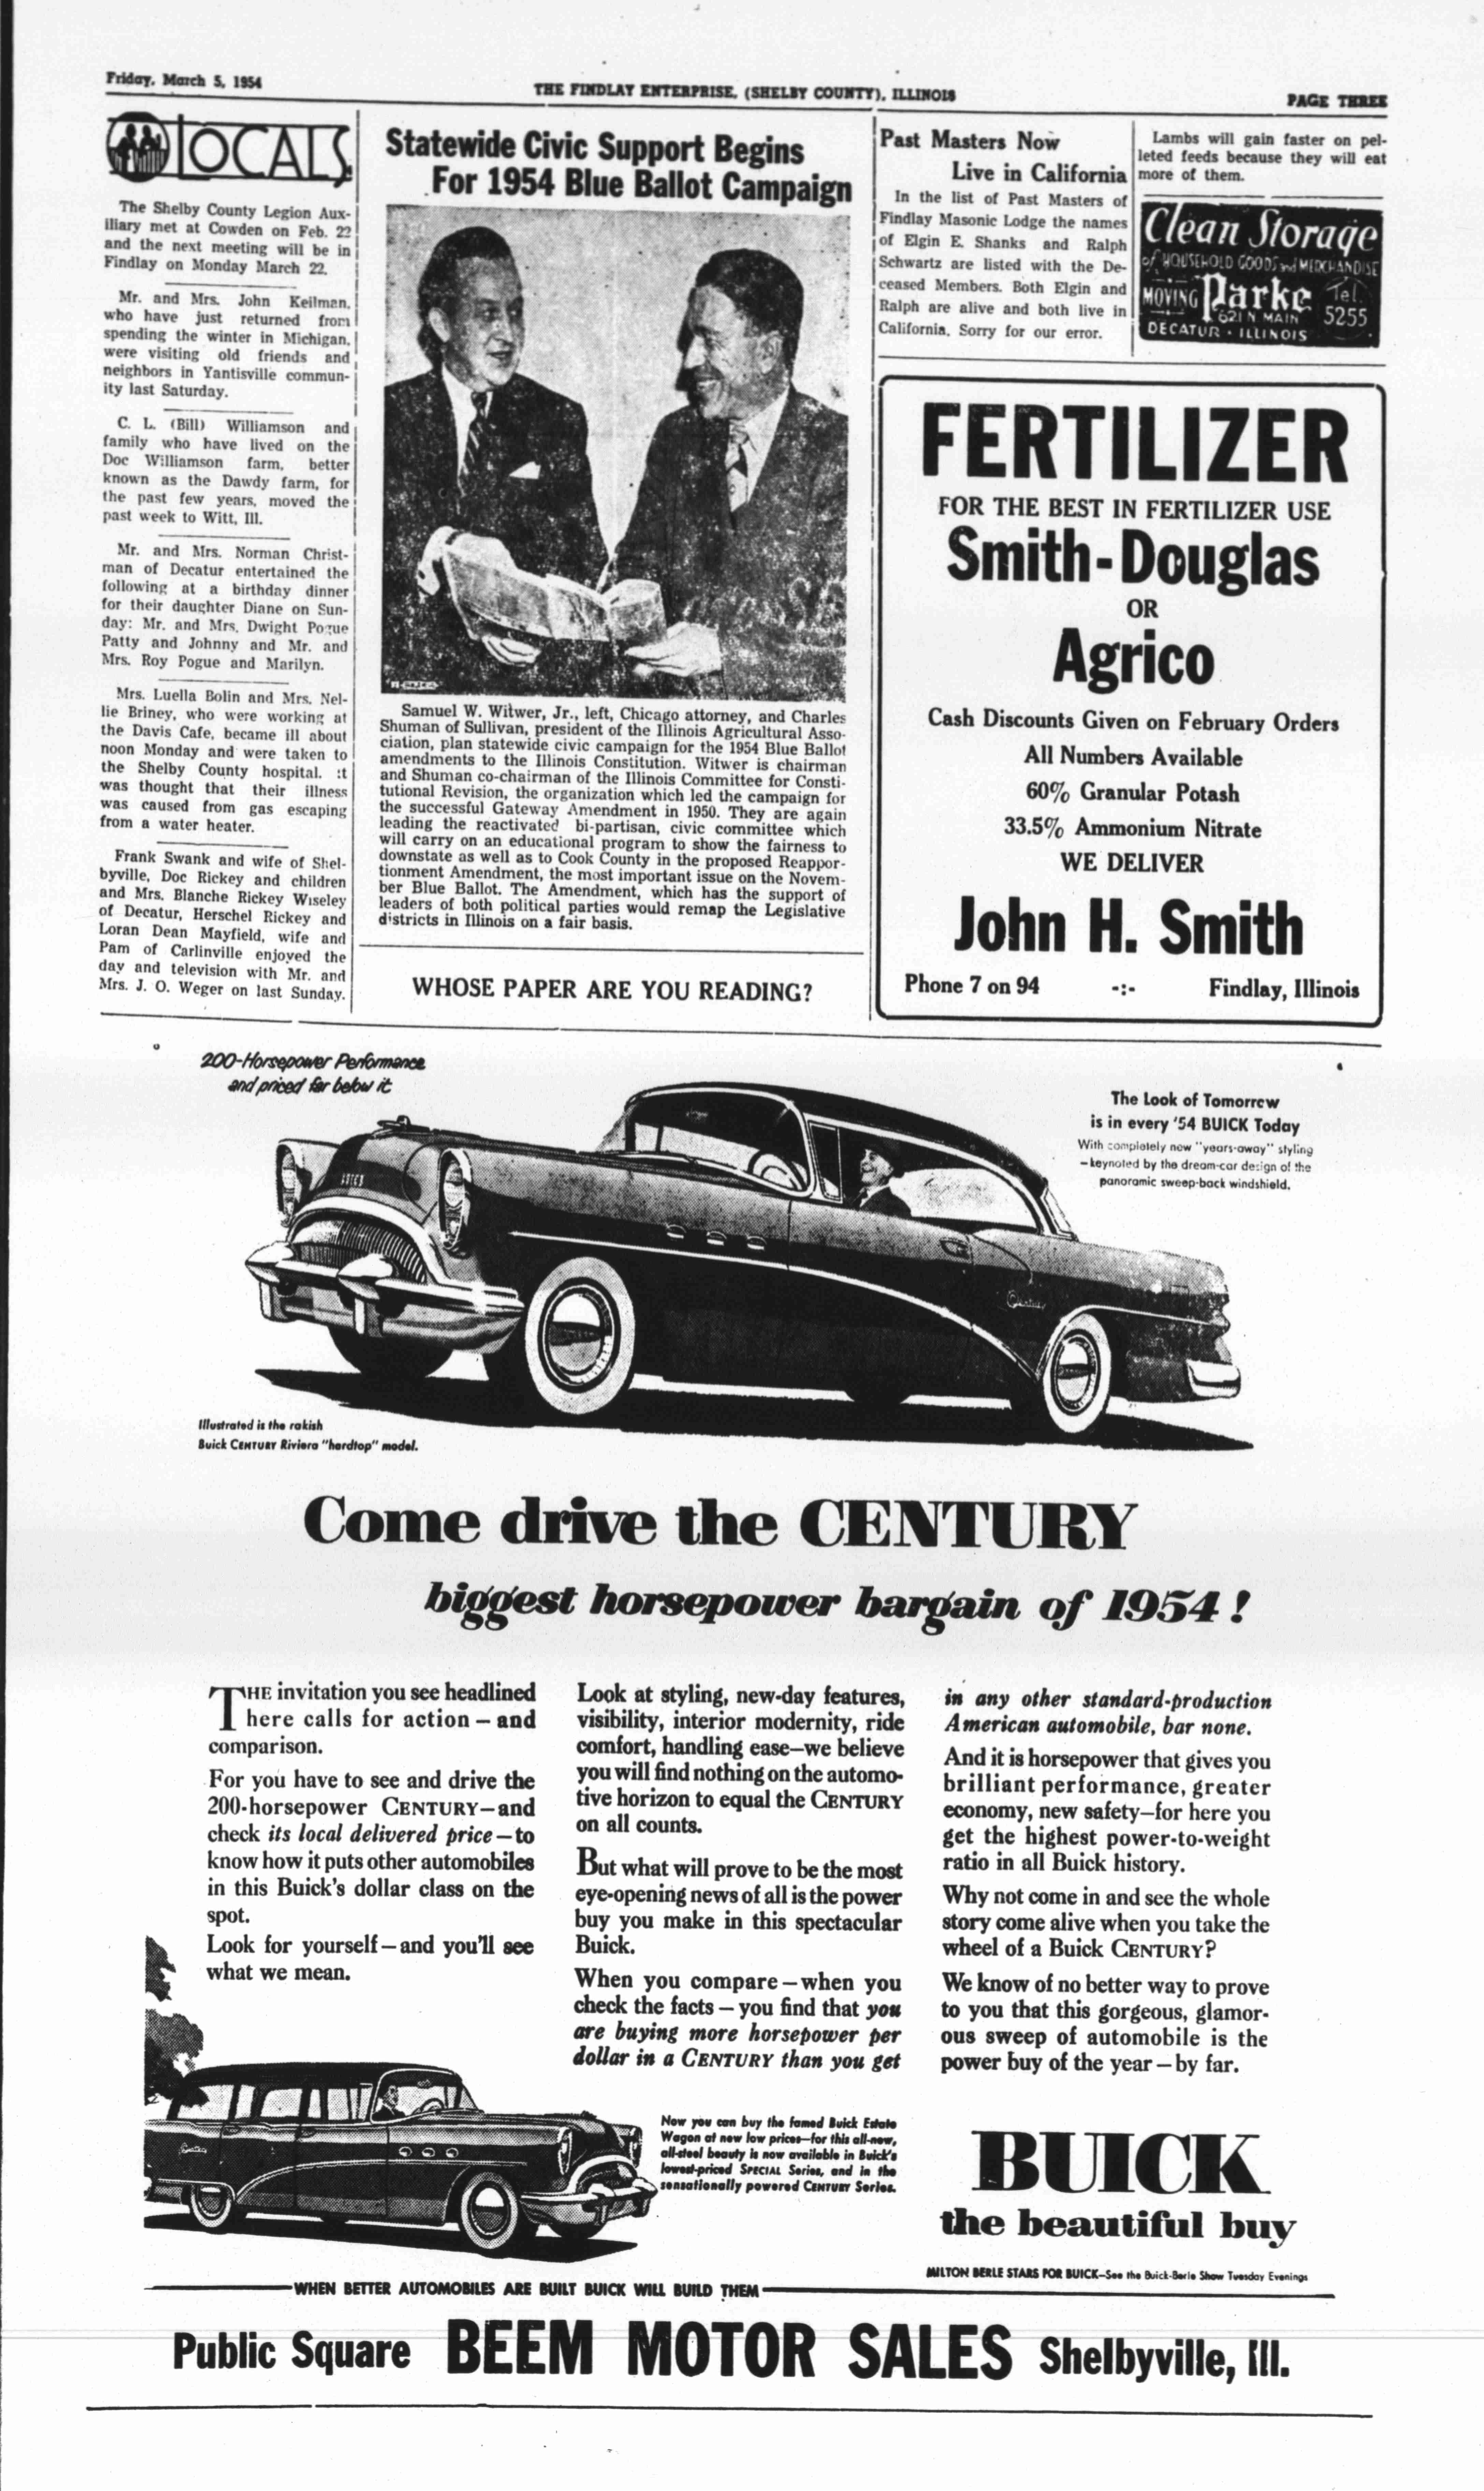 Friday, March 5, 1954
THE FINDLAY ENTERPRISE, (SHELBY COUNTY), ILLINOIS
PAGE THREE
LOCALS
The Shelby County Legion Aux-
iliary met at Cowden on Feb. 22
and the next meeting will be in
Findlay on Monday March 22.
Mr. and Mrs. John Keilman,
who have just returned from
spending the winter in Michigan,
were visiting old friends and
neighbors in Yantisville commun-
ity last Saturday.
C. L. (Bill) Williamson and
family who have lived on the
Doc Williamson farm, better
known as the Dawdy farm, for
the past few years, moved the
past week to Witt, Ill.
Mr. and Mrs. Norman Christ-
man of Decatur entertained the
following at a birthday dinner
for their daughter Diane on Sun-
day: Mr. and Mrs. Dwight Pogue
Patty and Johnny and Mr. and
Mrs. Roy Pogue and Marilyn.
Mrs. Luella Bolin and Mrs. Nel-
lie Briney, who were working at
the Davis Cafe, became ill about
noon Monday and were taken to
the Shelby County hospital. :t
was thought that their illness
was caused from gas escaping
from a water heater.
Frank Swank and wife of Shel-
byville, Doc Rickey and children
and Mrs. Blanche Rickey Wiseley
of Decatur, Herschel Rickey and
Loran Dean Mayfield, wife and
Pam of Carlinville enjoyed the
day and television with Mr. and
Mrs. J. O. Weger on last Sunday.
Statewide Civic Support Begins
For 1954 Blue Ballot Campaign
Samuel W. Witwer, Jr., left, Chicago attorney, and Charles
Shuman of Sullivan, president of the Illinois Agricultural Asso-
ciation, plan statewide civic campaign for the 1954 Blue Ballot
amendments to the Illinois Constitution. Witwer is chairman
and Shuman co-chairman of the Illinois Committee for Consti-
tutional Revision, the organization which led the campaign for
the successful Gateway Amendment in 1950. They are again
leading the reactivated bi-partisan, civic committee which
will carry on an educational program to show the fairness to
downstate as well as to Cook County in the proposed Reappor-
tionment Amendment, the most important issue on the Novem-
ber Blue Ballot. The Amendment, which has the support of
leaders of both political parties would remap the Legislative
districts in Illinois on a fair basis.
WHOSE PAPER ARE YOU READING?
Past Masters Now
Live in California
In the list of Past Masters of
Findlay Masonic Lodge the names
of Elgin E. Shanks and Ralph
Schwartz are listed with the De-
ceased Members. Both Elgin and
Ralph are alive and both live in
California. Sorry for our error.
Lambs will gain faster on pel-
leted feeds because they will eat
more of them.
Clean Storage
of HOUSEHOLD GOODS and MERCHANDISE
MOVING Parke Tel.
621 N MAIN 5255
DECATUR · ILLINOIS
FERTILIZER
FOR THE BEST IN FERTILIZER USE
Smith-Douglas
OR
Agrico
Cash Discounts Given on February Orders
All Numbers Available
60% Granular Potash
33.5% Ammonium Nitrate
WE DELIVER
John H. Smith
Phone 7 on 94 -:- Findlay, Illinois
200-Horsepower Performance
and priced far below it
The Look of Tomorrow
is in every '54 BUICK Today
With completely new "years-away" styling
—keynoted by the dream-car design of the
panoramic sweep-back windshield.
BUICK
Century
Illustrated is the rakish
Buick CENTURY Riviera "hardtop" model.
Come drive the CENTURY
biggest horsepower bargain of 1954!
THE invitation you see headlined
here calls for action — and
comparison.
For you have to see and drive the
200-horsepower CENTURY—and
check its local delivered price—to
know how it puts other automobiles
in this Buick's dollar class on the
spot.
Look for yourself—and you'll see
what we mean.
Look at styling, new-day features,
visibility, interior modernity, ride
comfort, handling ease—we believe
you will find nothing on the automo-
tive horizon to equal the CENTURY
on all counts.
But what will prove to be the most
eye-opening news of all is the power
buy you make in this spectacular
Buick.
When you compare—when you
check the facts—you find that you
are buying more horsepower per
dollar in a CENTURY than you get
in any other standard-production
American automobile, bar none.
And it is horsepower that gives you
brilliant performance, greater
economy, new safety—for here you
get the highest power-to-weight
ratio in all Buick history.
Why not come in and see the whole
story come alive when you take the
wheel of a Buick CENTURY?
We know of no better way to prove
to you that this gorgeous, glamor-
ous sweep of automobile is the
power buy of the year—by far.
Now you can buy the famed Buick Estate
Wagon at new low prices—for this all-new,
all-steel beauty is now available in Buick's
lowest-priced SPECIAL Series, and in the
sensationally powered CENTURY Series.
BUICK
the beautiful buy
MILTON BERLE STARS FOR BUICK—See the Buick-Berle Show Tuesday Evenings
WHEN BETTER AUTOMOBILES ARE BUILT BUICK WILL BUILD THEM
Public Square BEEM MOTOR SALES Shelbyville, Ill.